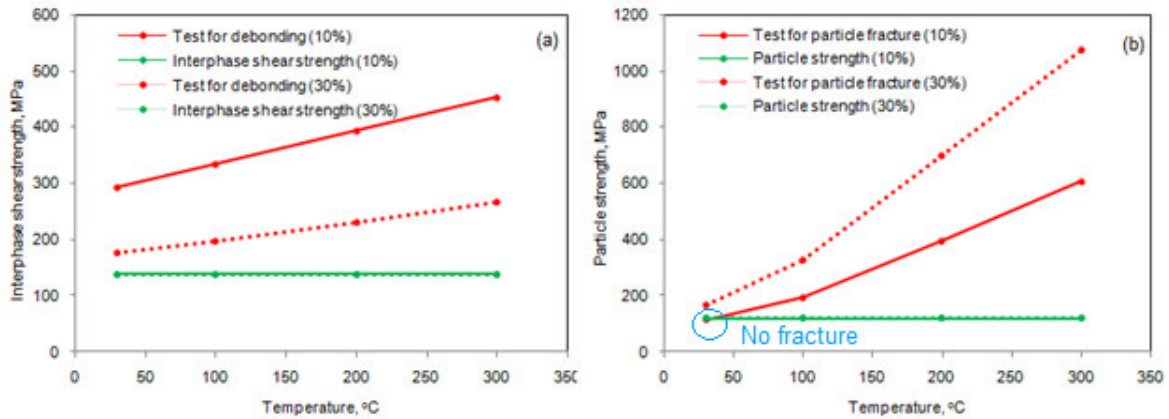 600
500
400
300
200
100
0
Interphase shear strength, MPa
Test for debonding (10%)
Interphase shear strength (10%)
Test for debonding (30%)
Interphase shear strength (30%)
(a)
0 50 100 150 200 250 300 350
Temperature, ºC
1200
1000
800
600
400
200
0
Particle strength, MPa
Test for particle fracture (10%)
Particle strength (10%)
Test for particle fracture (30%)
Particle strength (30%)
(b)
No fracture
0 50 100 150 200 250 300 350
Temperature, ºC